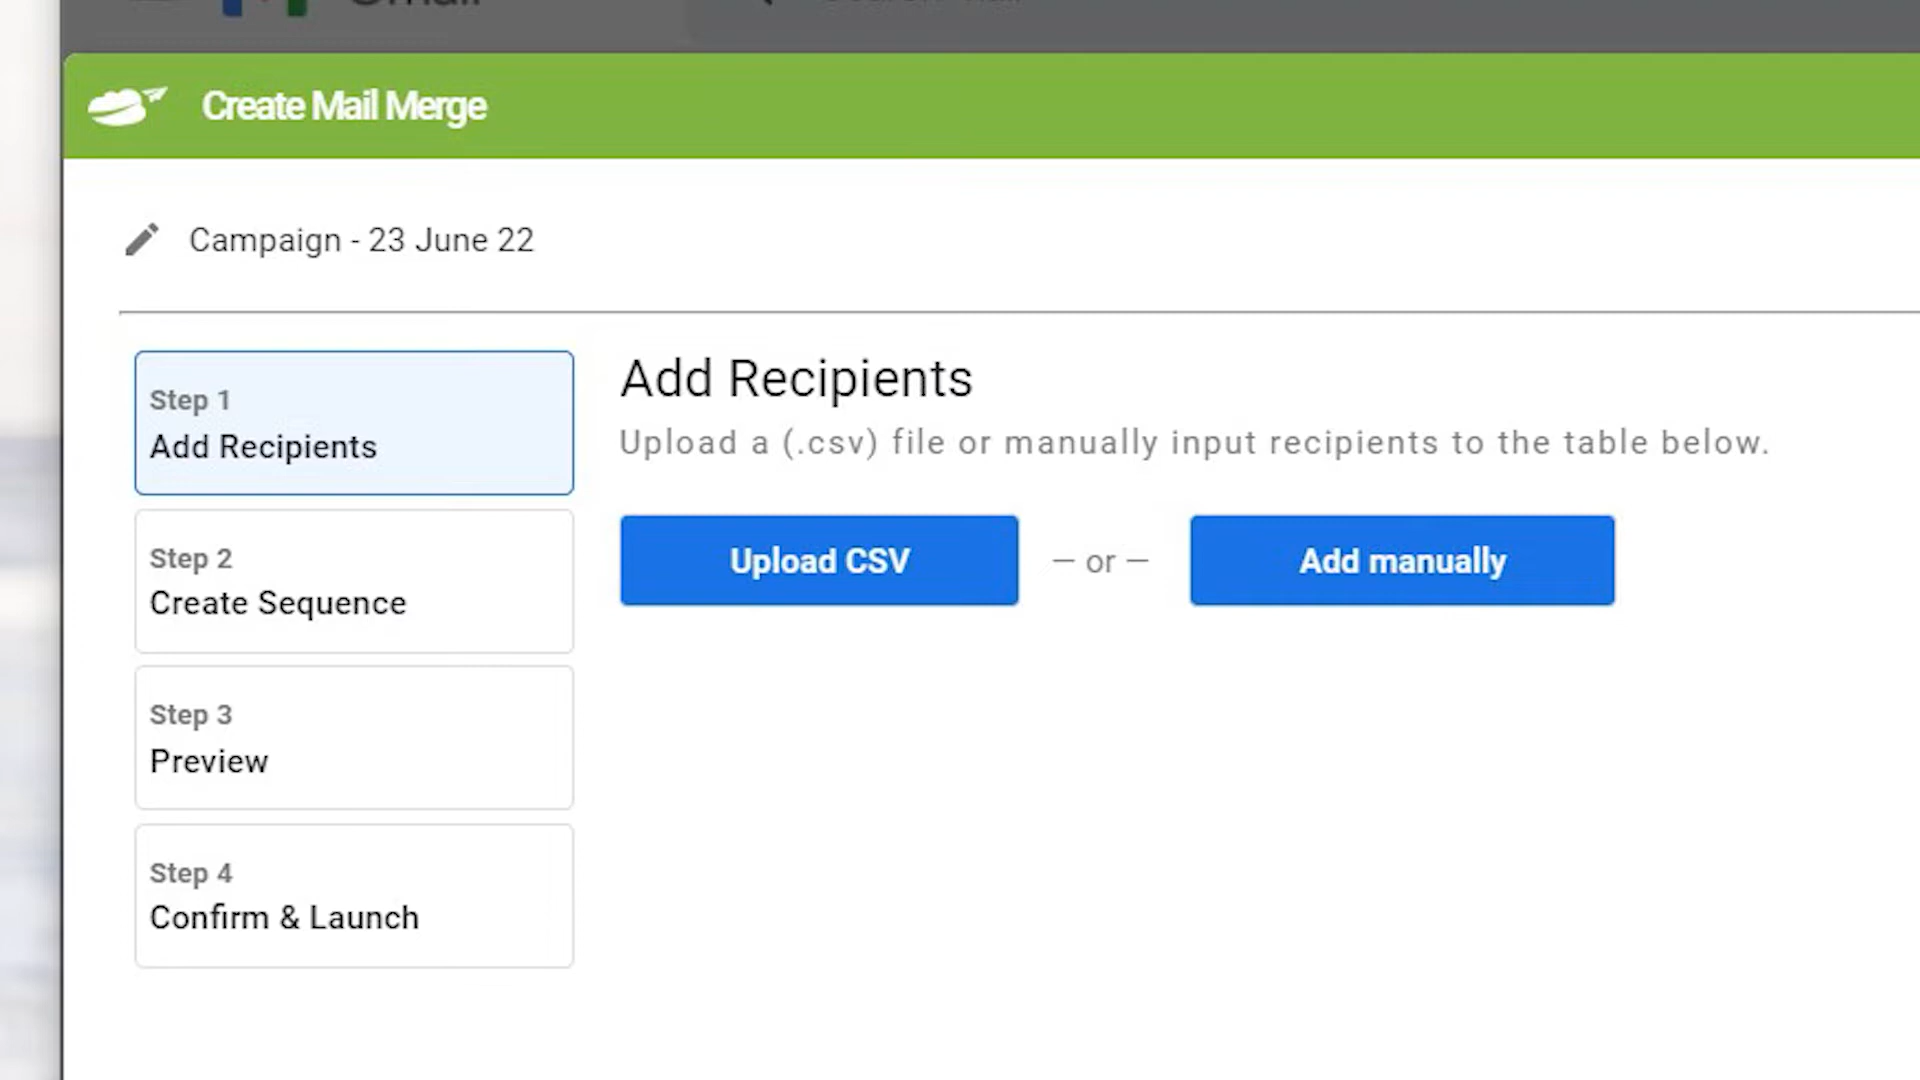 Create Mail Merge
Campaign - 23 June 22
Step 1
Add Recipients
Step 2
Create Sequence
Step 3
Preview
Step 4
Confirm & Launch
Add Recipients
Upload a (.csv) file or manually input recipients to the table below.
Upload CSV
— or —
Add manually